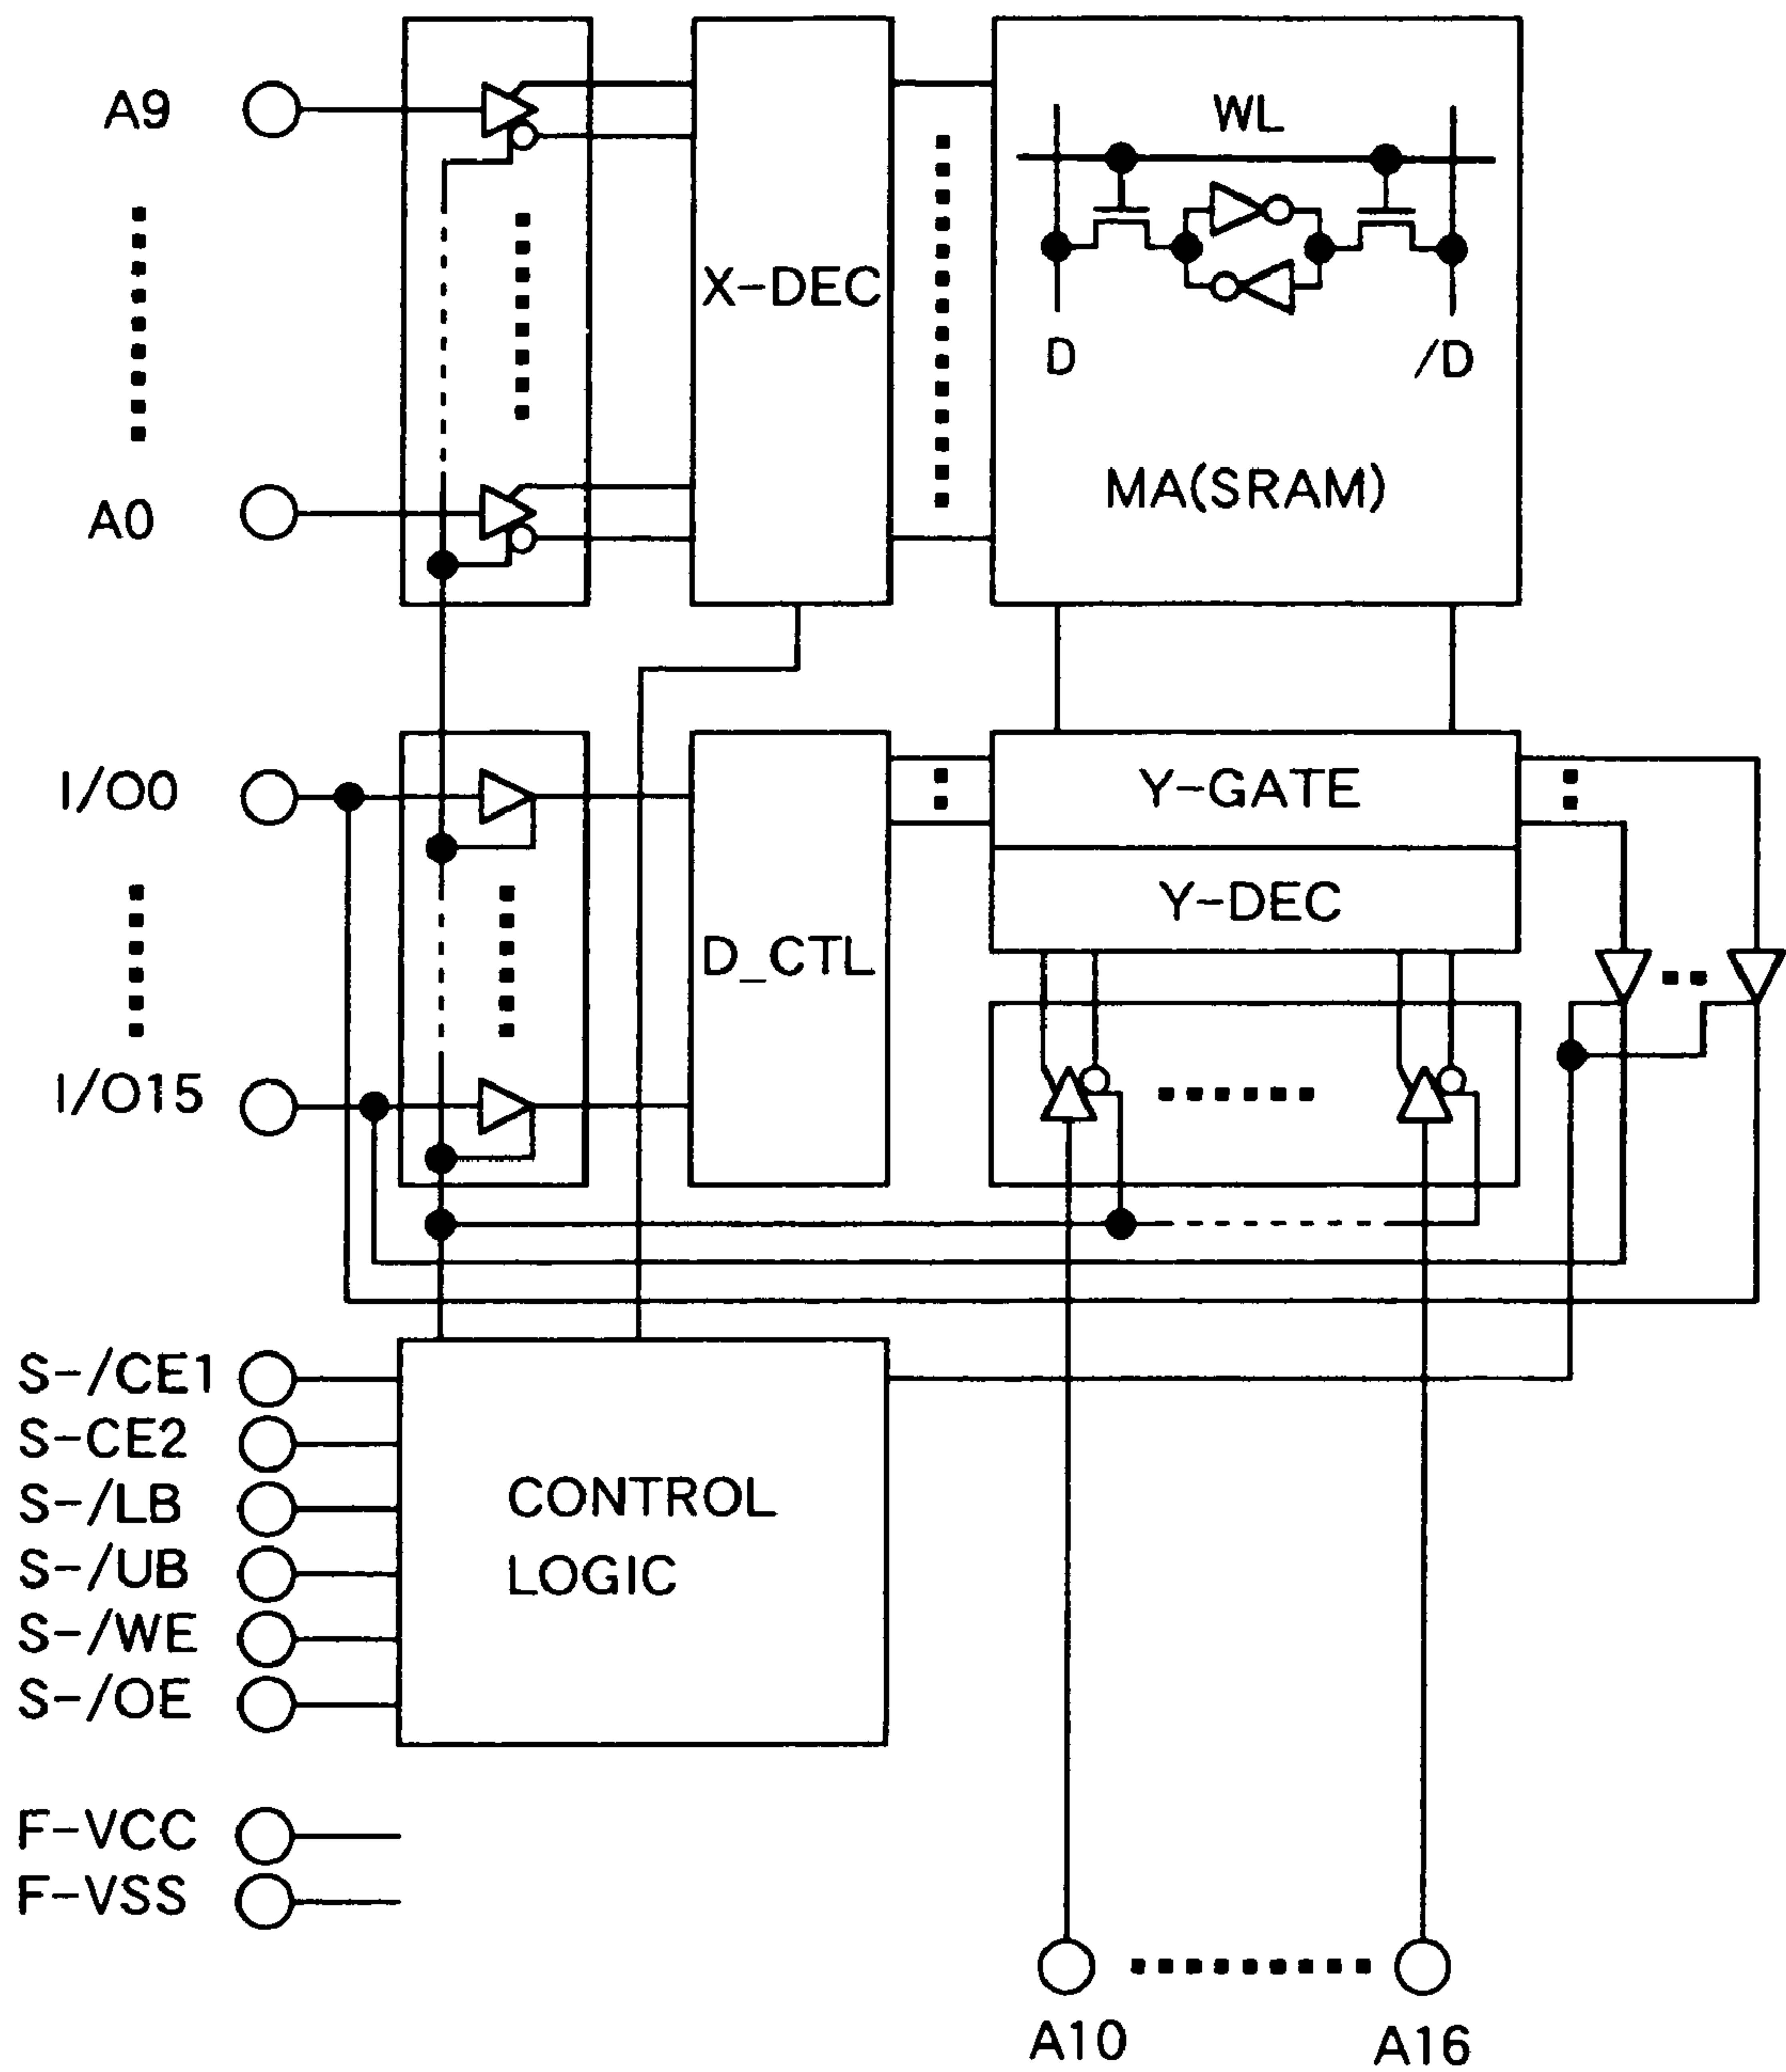 A9
A0
X-DEC
WL
D
/D
MA(SRAM)
I/O0
I/O15
D_CTL
Y-GATE
Y-DEC
S-/CE1
S-CE2
S-/LB
S-/UB
S-/WE
S-/OE
CONTROL
LOGIC
F-VCC
F-VSS
A10
A16